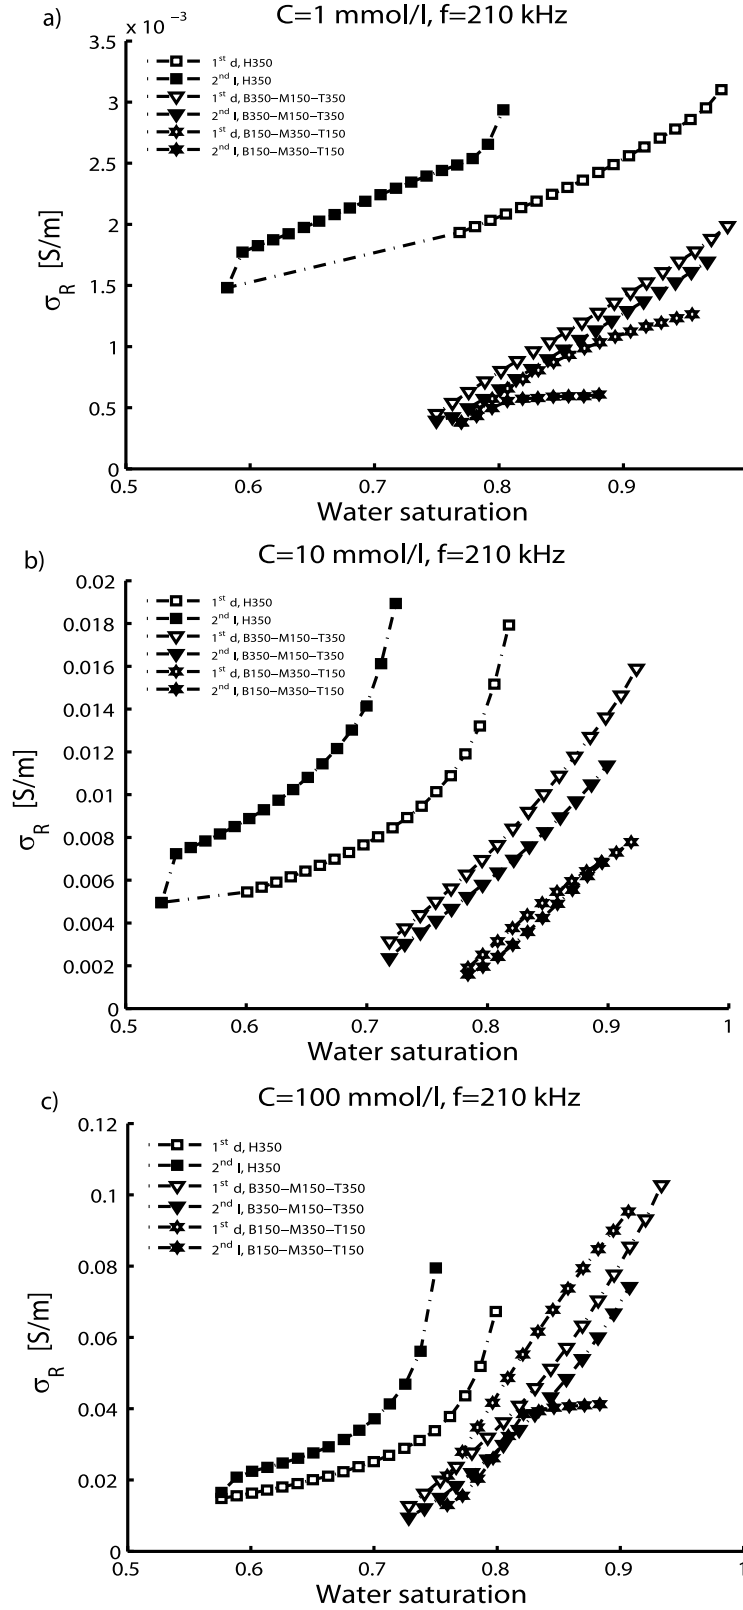 a)
C=1 mmol/l, f=210 kHz
x 10 −3
3.5
3
2.5
2
1.5
1
0.5
0
σR [S/m]
1st d, H350
2nd I, H350
1st d, B350−M150−T350
2nd I, B350−M150−T350
1st d, B150−M350−T150
2nd I, B150−M350−T150
0.5 0.6 0.7 0.8 0.9
Water saturation
b)
C=10 mmol/l, f=210 kHz
0.02
0.018
0.016
0.014
0.012
0.01
0.008
0.006
0.004
0.002
0
σR [S/m]
1st d, H350
2nd I, H350
1st d, B350−M150−T350
2nd I, B350−M150−T350
1st d, B150−M350−T150
2nd I, B150−M350−T150
0.5 0.6 0.7 0.8 0.9 1
Water saturation
c)
C=100 mmol/l, f=210 kHz
0.12
0.1
0.08
0.06
0.04
0.02
0
σR [S/m]
1st d, H350
2nd I, H350
1st d, B350−M150−T350
2nd I, B350−M150−T350
1st d, B150−M350−T150
2nd I, B150−M350−T150
0.5 0.6 0.7 0.8 0.9 1
Water saturation